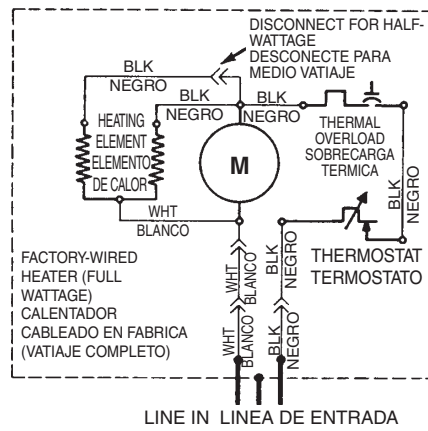 DISCONNECT FOR HALF-
WATTAGE
DESCONECTE PARA
MEDIO VATIAJE
BLK
NEGRO
BLK
NEGRO
BLK
NEGRO
HEATING
ELEMENT
ELEMENTO
DE CALOR
M
THERMAL
OVERLOAD
SOBRECARGA
TERMICA
BLK
NEGRO
WHT
BLANCO
BLK
NEGRO
WHT
BLANCO
THERMOSTAT
TERMOSTATO
FACTORY-WIRED
HEATER (FULL
WATTAGE)
CALENTADOR
CABLEADO EN FABRICA
(VATIAJE COMPLETO)
WHT
BLANCO
BLK
NEGRO
LINE IN LINEA DE ENTRADA